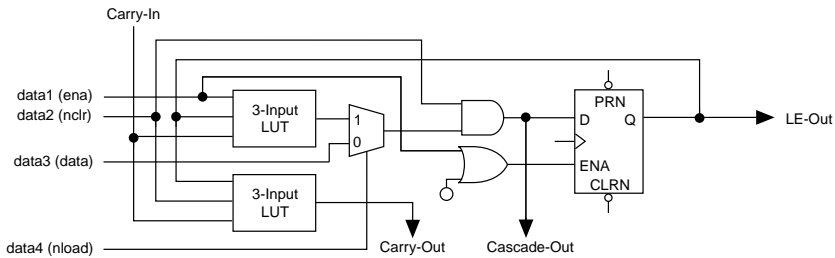 Carry-In
data1 (ena)
data2 (nclr)
data3 (data)
data4 (nload)
3-Input
LUT
1
0
3-Input
LUT
Carry-Out
Cascade-Out
PRN
D
Q
ENA
CLRN
LE-Out